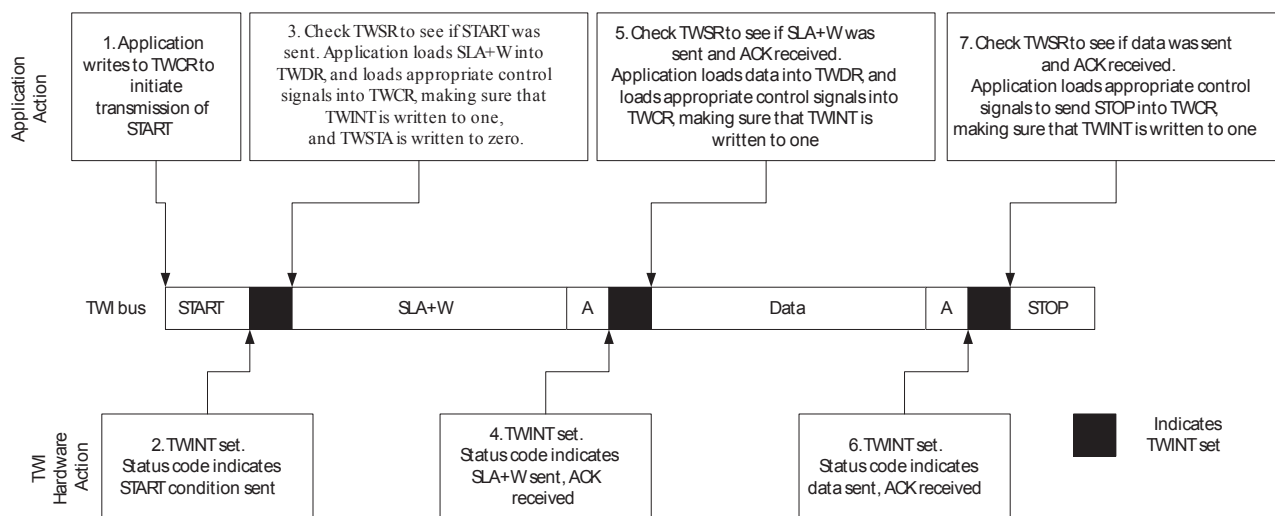 Application
Action
1. Application
writes to TWCR to
initiate
transmission of
START
3. Check TWSR to see if START was
sent. Application loads SLA+W into
TWDR, and loads appropriate control
signals into TWCR, making sure that
TWINT is written to one,
and TWSTA is written to zero.
5. Check TWSR to see if SLA+W was
sent and ACK received.
Application loads data into TWDR, and
loads appropriate control signals into
TWCR, making sure that TWINT is
written to one
7. Check TWSR to see if data was sent
and ACK received.
Application loads appropriate control
signals to send STOP into TWCR,
making sure that TWINT is written to one
TWI bus
START
SLA+W
A
Data
A
STOP
TWI
Hardware
Action
2. TWINT set.
Status code indicates
START condition sent
4. TWINT set.
Status code indicates
SLA+W sent, ACK
received
6. TWINT set.
Status code indicates
data sent, ACK received
Indicates
TWINT set